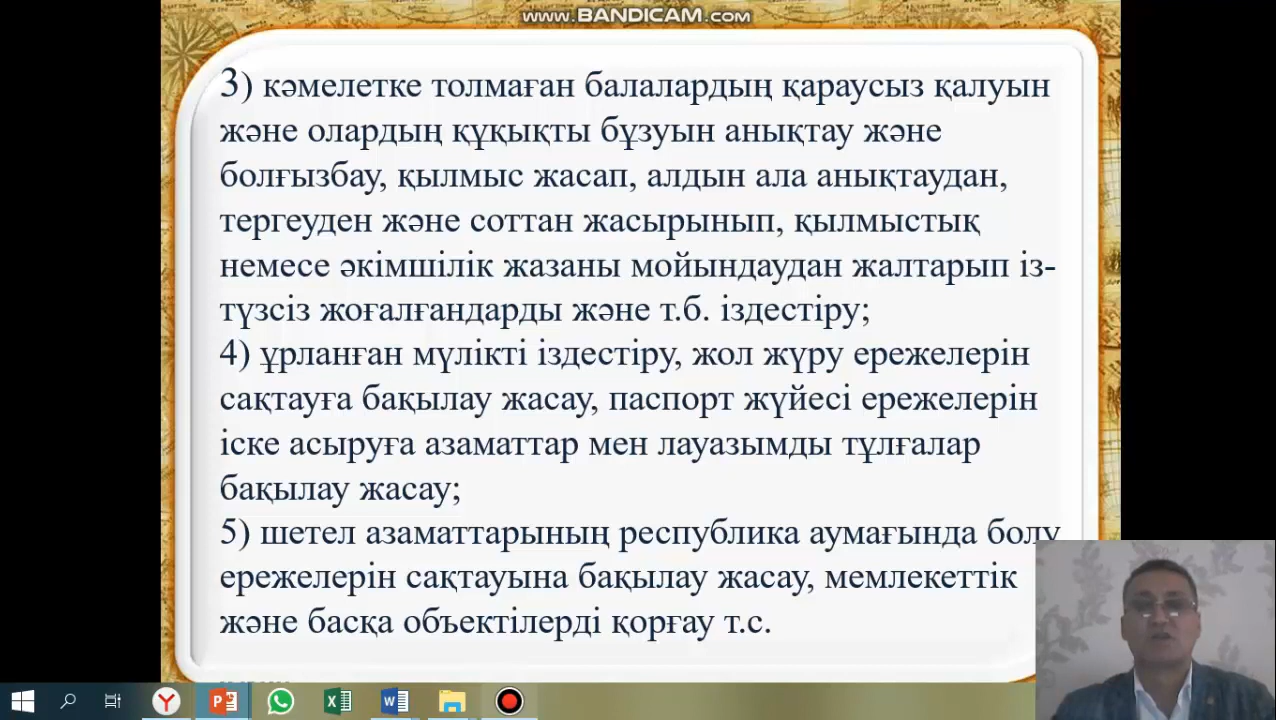 www.BANDICAM.com
3) кәмелетке толмаған балалардың қараусыз қалуын
және олардың құқықты бұзуын анықтау және
болғызбау, қылмыс жасап, алдын ала анықтаудан,
тергеуден және соттан жасырынып, қылмыстық
немесе әкімшілік жазаны мойындаудан жалтарып із-
түзсіз жоғалғандарды және т.б. іздестіру;
4) ұрланған мүлікті іздестіру, жол жүру ережелерін
сақтауға бақылау жасау, паспорт жүйесі ережелерін
іске асыруға азаматтар мен лауазымды тұлғалар
бақылау жасау;
5) шетел азаматтарының республика аумағында болу
ережелерін сақтауына бақылау жасау, мемлекеттік
және басқа объектілерді қорғау т.с.